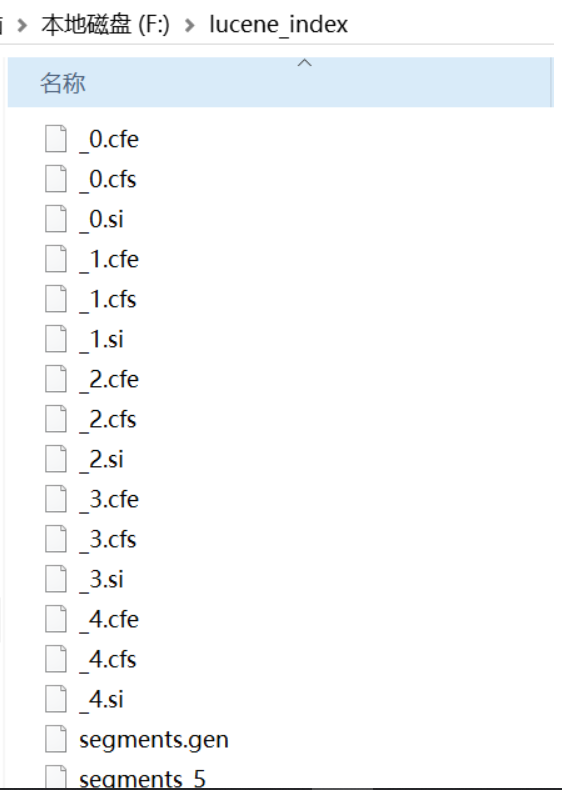 本地磁盘 (F:) > lucene_index
名称
_0.cfe
_0.cfs
_0.si
_1.cfe
_1.cfs
_1.si
_2.cfe
_2.cfs
_2.si
_3.cfe
_3.cfs
_3.si
_4.cfe
_4.cfs
_4.si
segments.gen
segments_5